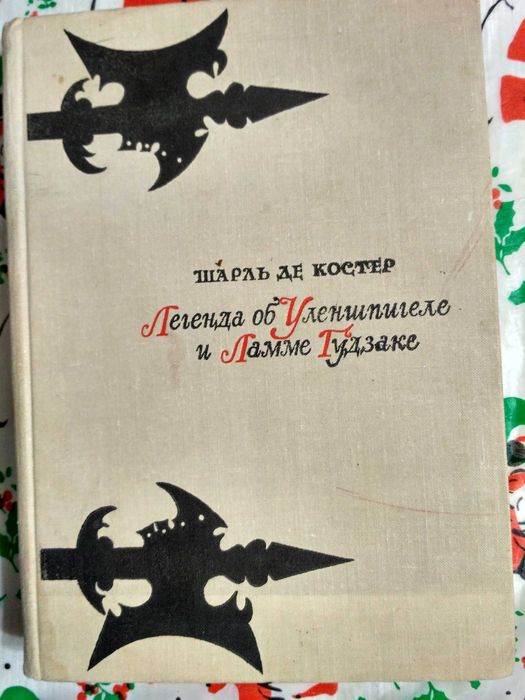 ШАРЛЬ ДЕ КОСТЕР
Легенда об Уленшпигеле
и Ламме Гудзаке